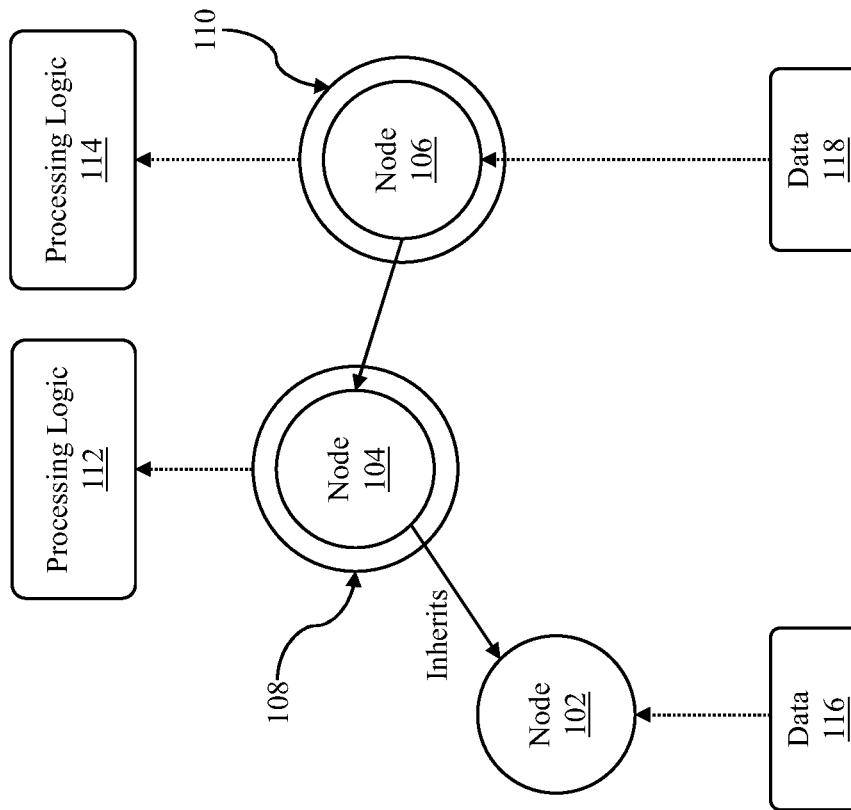 Processing Logic
112
Processing Logic
114
110
108
Node
104
Node
106
Inherits
Node
102
Data
116
Data
118